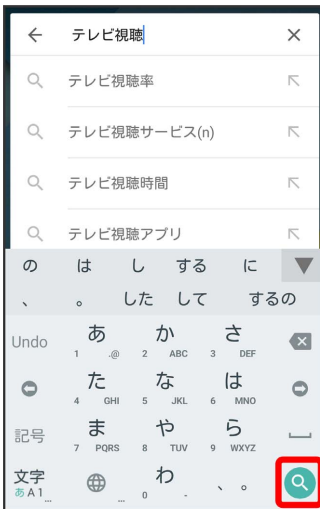 テレビ視聴
テレビ視聴率
テレビ視聴サービス(n)
テレビ視聴時間
テレビ視聴アプリ
の は し する に
、 。 した して するの
Undo あ か さ
1 .@ 2 ABC 3 DEF
た な は
4 GHI 5 JKL 6 MNO
記号 ま や ら
7 PQRS 8 TUV 9 WXYZ
文字 わ 、。
あA1... ... 0 -